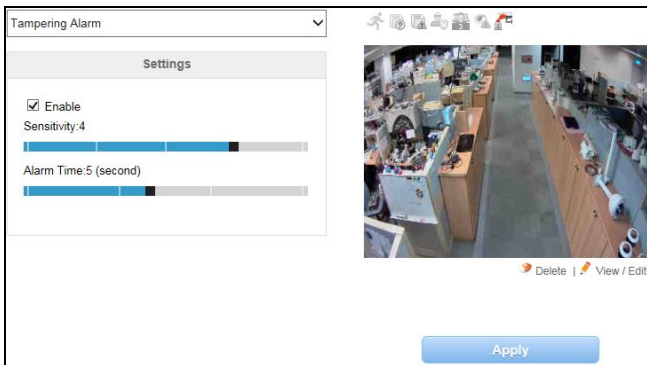 Tampering Alarm
Settings
Enable
Sensitivity:4
Alarm Time:5 (second)
Delete | View / Edit
Apply